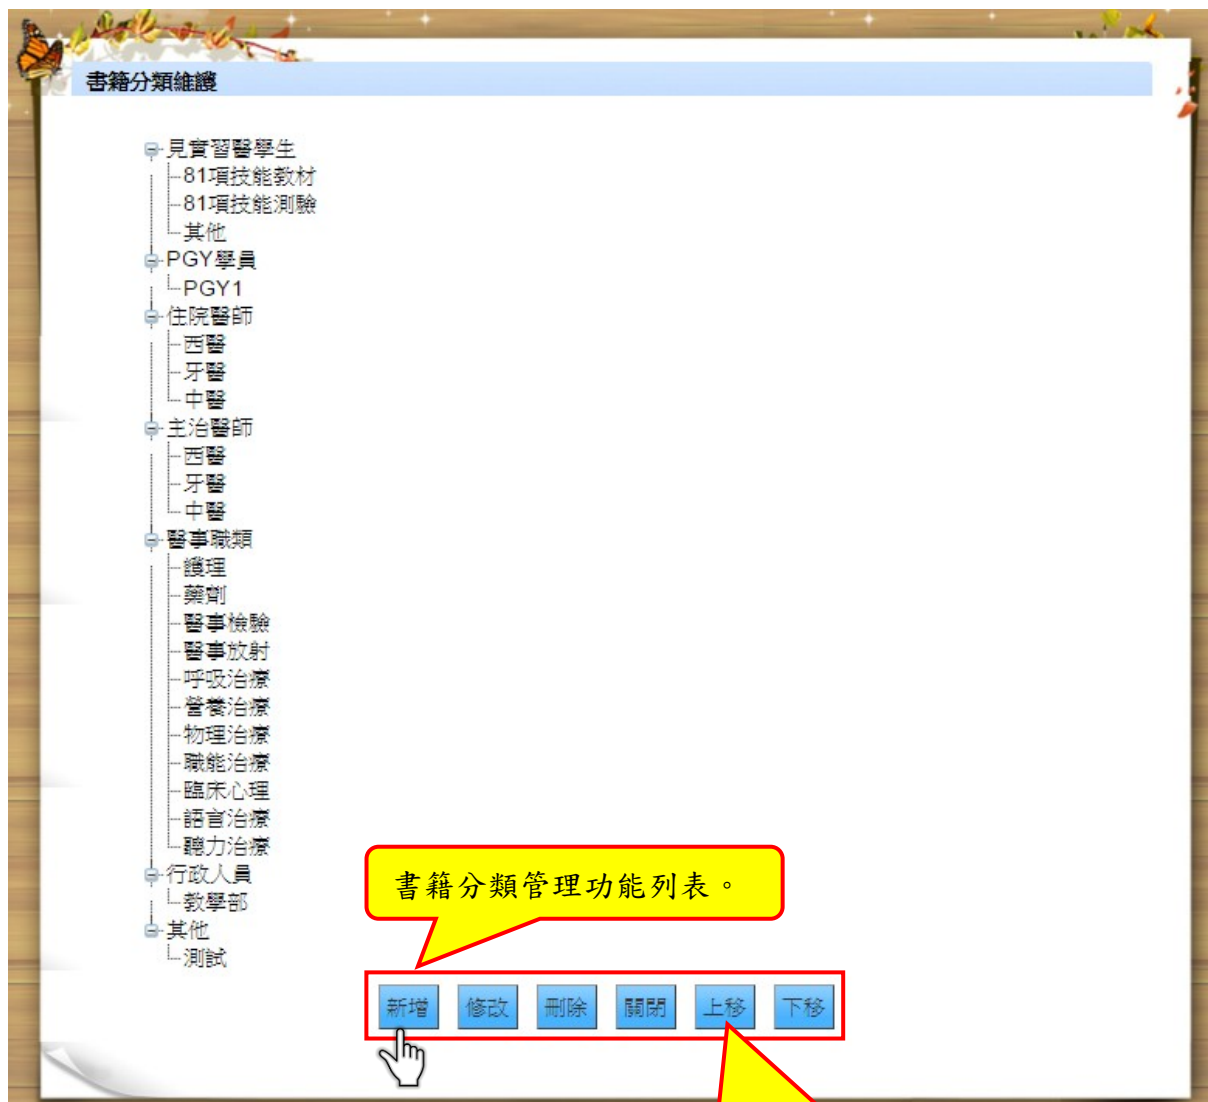 書籍分類維護
見實習醫學生
81項技能教材
81項技能測驗
其他
PGY學員
PGY1
住院醫師
西醫
牙醫
中醫
主治醫師
西醫
牙醫
中醫
醫事職類
護理
藥劑
醫事檢驗
醫事放射
呼吸治療
營養治療
物理治療
職能治療
臨床心理
語言治療
聽力治療
行政人員
教學部
其他
測試
書籍分類管理功能列表。
新增 修改 刪除 關閉 上移 下移